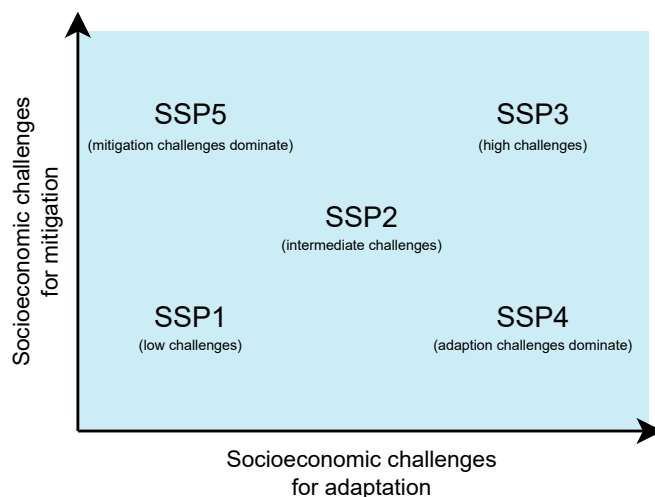 Socioeconomic challenges
for mitigation
SSP5
(mitigation challenges dominate)
SSP3
(high challenges)
SSP2
(intermediate challenges)
SSP1
(low challenges)
SSP4
(adaption challenges dominate)
Socioeconomic challenges
for adaptation